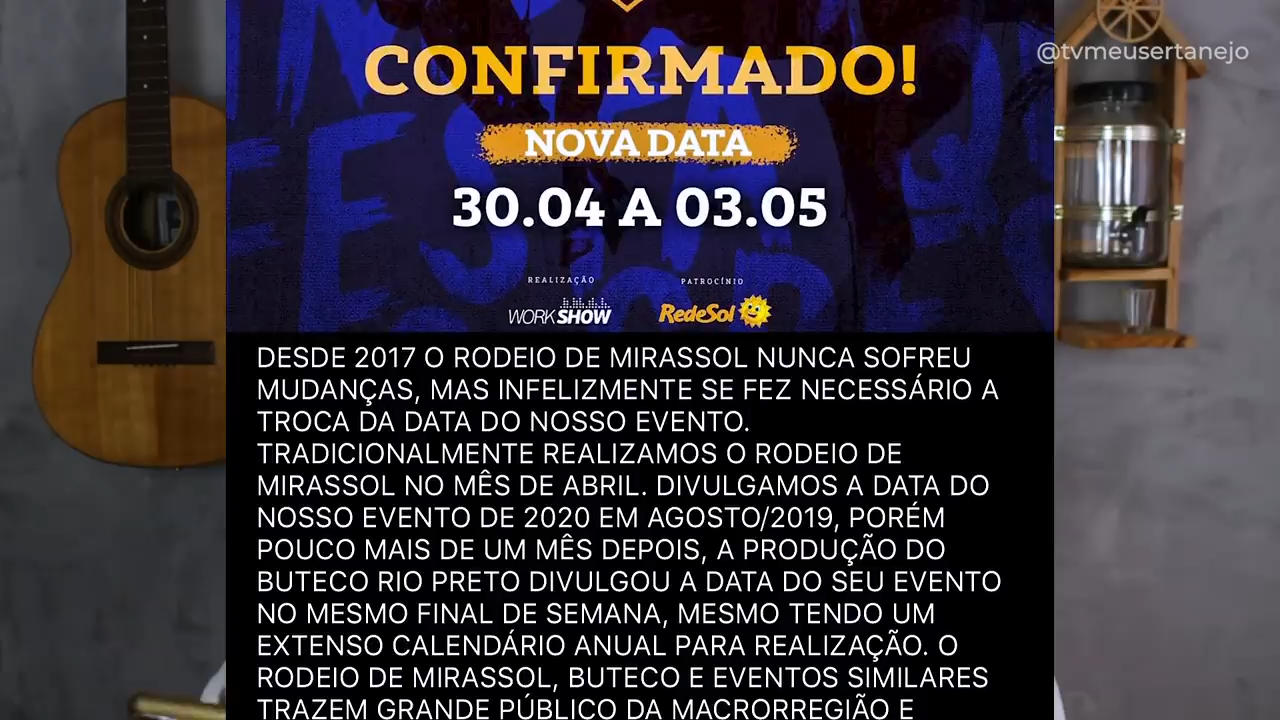 @tvmeusertanejo
CONFIRMADO!
NOVA DATA
30.04 A 03.05
REALIZAÇÃO
PATROCÍNIO
WORK SHOW
RedeSol
DESDE 2017 O RODEIO DE MIRASSOL NUNCA SOFREU
MUDANÇAS, MAS INFELIZMENTE SE FEZ NECESSÁRIO A
TROCA DA DATA DO NOSSO EVENTO.
TRADICIONALMENTE REALIZAMOS O RODEIO DE
MIRASSOL NO MÊS DE ABRIL. DIVULGAMOS A DATA DO
NOSSO EVENTO DE 2020 EM AGOSTO/2019, PORÉM
POUCO MAIS DE UM MÊS DEPOIS, A PRODUÇÃO DO
BUTECO RIO PRETO DIVULGOU A DATA DO SEU EVENTO
NO MESMO FINAL DE SEMANA, MESMO TENDO UM
EXTENSO CALENDÁRIO ANUAL PARA REALIZAÇÃO. O
RODEIO DE MIRASSOL, BUTECO E EVENTOS SIMILARES
TRAZEM GRANDE PÚBLICO DA MACRORREGIÃO E